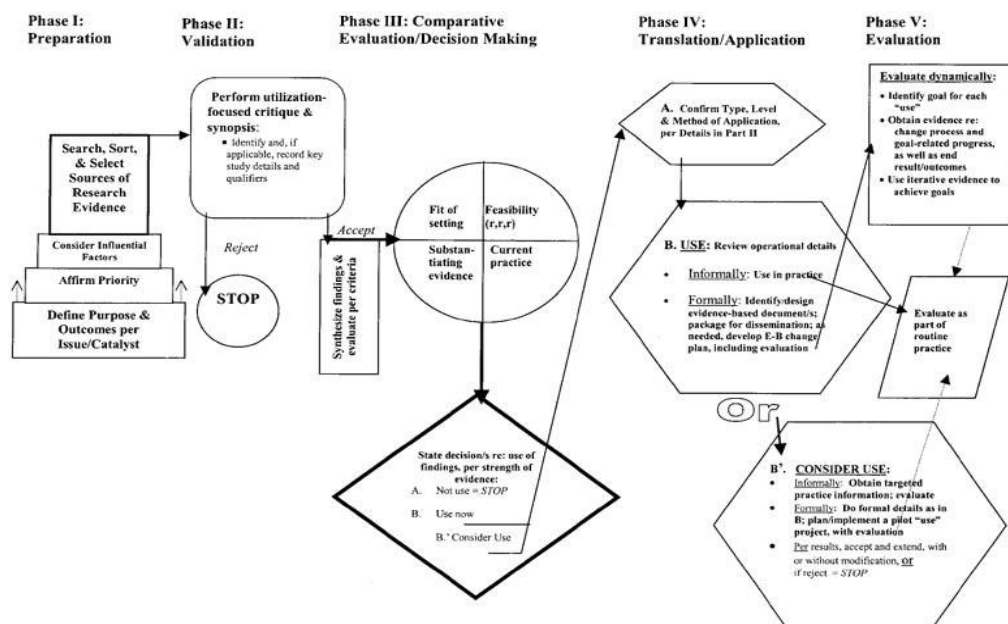 Phase I:
Preparation
Phase II:
Validation
Phase III: Comparative
Evaluation/Decision Making
Phase IV:
Translation/Application
Phase V:
Evaluation
Search, Sort,
& Select
Sources of
Research
Evidence
Consider Influential
Factors
Affirm Priority
Define Purpose &
Outcomes per
Issue/Catalyst
Perform utilization-
focused critique &
synopsis:
• Identify and, if
applicable, record key
study details and
qualifiers
Reject
STOP
Accept
Synthesize findings &
evaluate per criteria
Fit of
setting
Feasibility
(r,r,r)
Substan-
tiating
evidence
Current
practice
State decision/s re: use of
findings, per strength of
evidence:
A. Not use = STOP
B. Use now
B.' Consider Use
A. Confirm Type, Level
& Method of Application,
per Details in Part II
B. USE: Review operational details
• Informally: Use in practice
• Formally: Identify/design
evidence-based document/s;
package for dissemination; as
needed, develop E-B change
plan, including evaluation
Or
B'. CONSIDER USE:
• Informally: Obtain targeted
practice information; evaluate
• Formally: Do formal details as in
B; plan/implement a pilot "use"
project, with evaluation
• Per results, accept and extend, with
or without modification, or
if reject = STOP
Evaluate dynamically:
• Identify goal for each
"use"
• Obtain evidence re:
change process and
goal-related progress,
as well as end
result/outcomes
• Use iterative evidence to
achieve goals
Evaluate as
part of
routine
practice